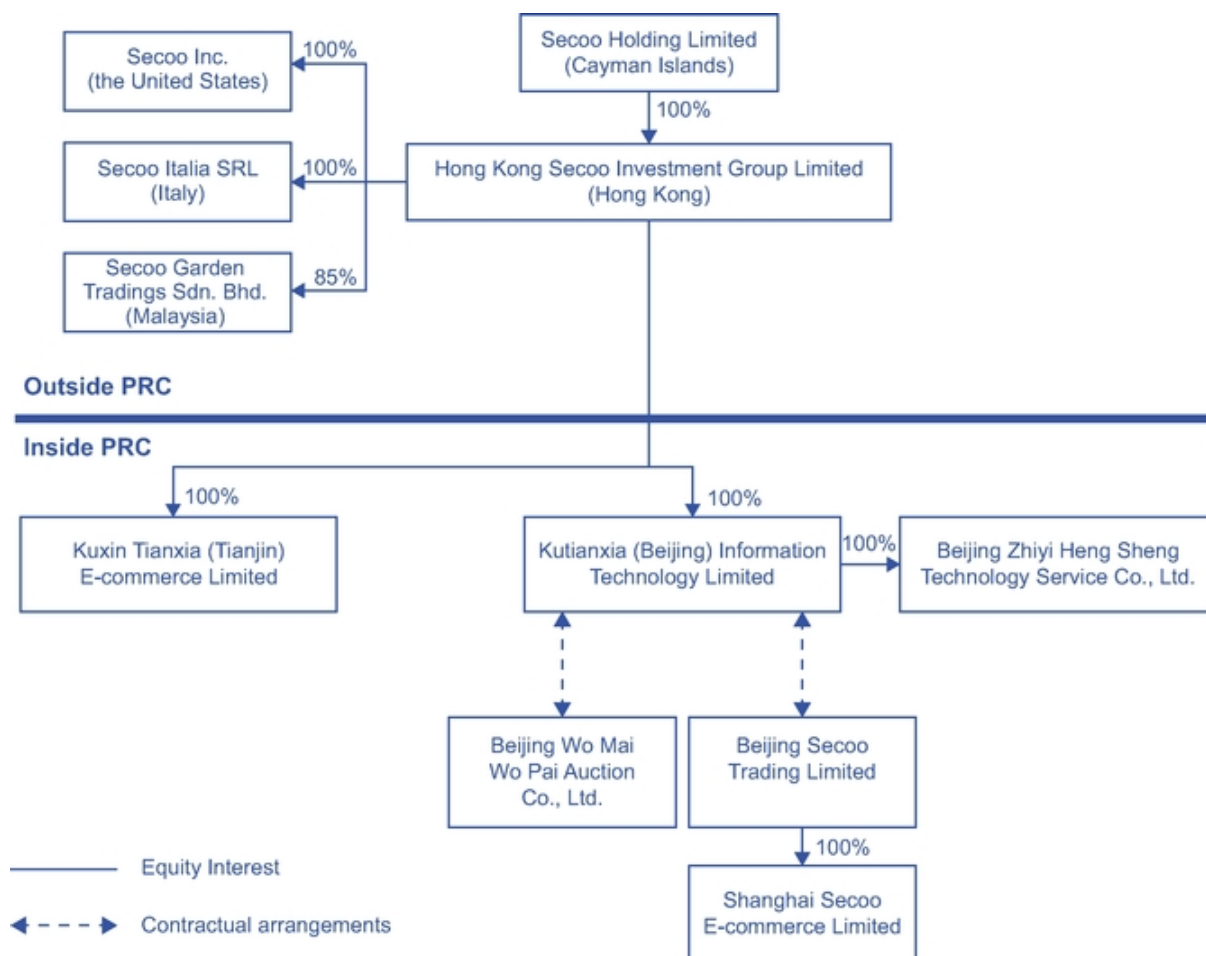 Secoo Holding Limited
(Cayman Islands)
Secoo Inc.
(the United States)
100%
100%
Secoo Italia SRL
(Italy)
100%
Hong Kong Secoo Investment Group Limited
(Hong Kong)
Secoo Garden
Tradings Sdn. Bhd.
(Malaysia)
85%
Outside PRC
Inside PRC
100%
100%
Kuxin Tianxia (Tianjin)
E-commerce Limited
Kutianxia (Beijing) Information
Technology Limited
100%
Beijing Zhiyi Heng Sheng
Technology Service Co., Ltd.
Beijing Wo Mai
Wo Pai Auction
Co., Ltd.
Beijing Secoo
Trading Limited
100%
Shanghai Secoo
E-commerce Limited
Equity Interest
Contractual arrangements